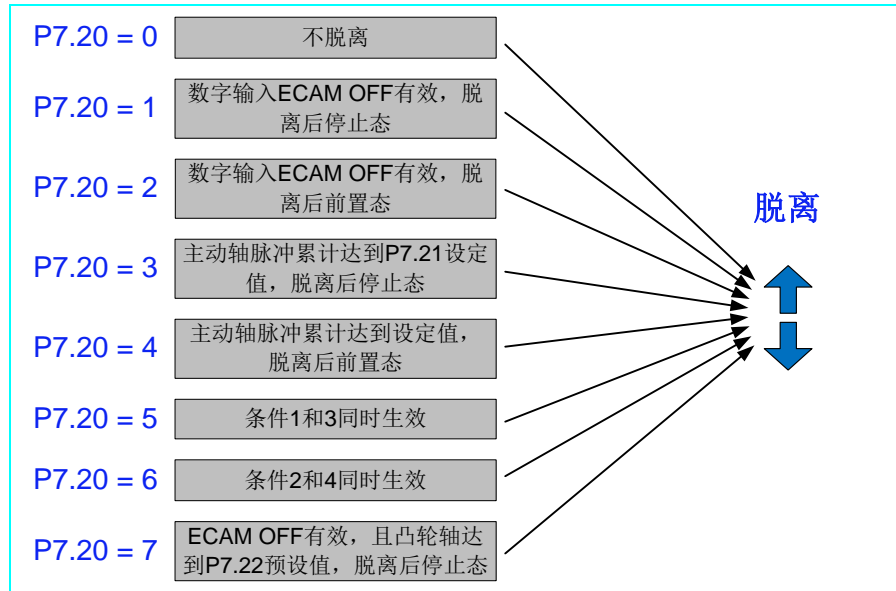 P7.20 = 0
不脱离
P7.20 = 1
数字输入ECAM OFF有效，脱
离后停止态
P7.20 = 2
数字输入ECAM OFF有效，脱
离后前置态
脱离
P7.20 = 3
主动轴脉冲累计达到P7.21设定
值，脱离后停止态
P7.20 = 4
主动轴脉冲累计达到设定值，
脱离后前置态
P7.20 = 5
条件1和3同时生效
P7.20 = 6
条件2和4同时生效
P7.20 = 7
ECAM OFF有效，且凸轮轴达
到P7.22预设值，脱离后停止态